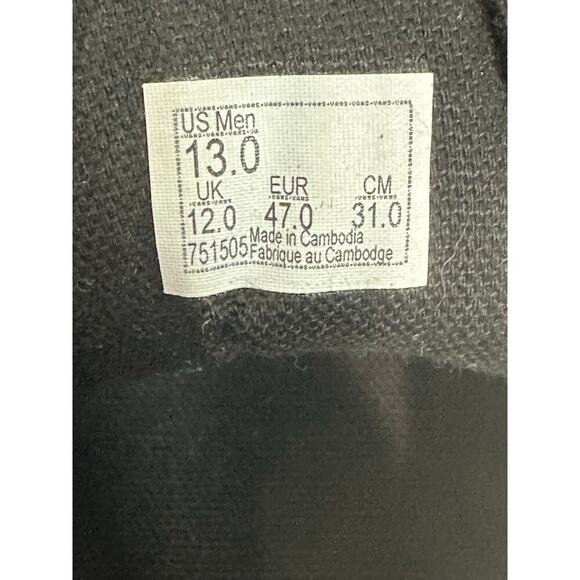 US Men
13.0
UK EUR CM
12.0 47.0 31.0
751505 Made in Cambodia
Fabrique au Cambodge